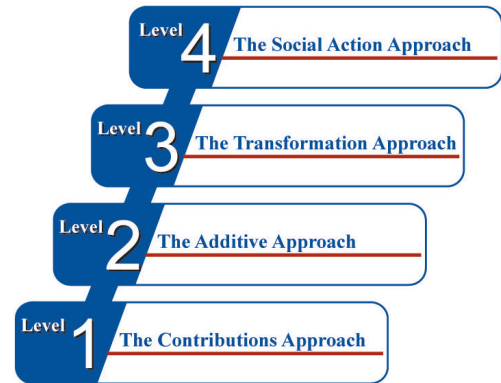 Level 4 The Social Action Approach
Level 3 The Transformation Approach
Level 2 The Additive Approach
Level 1 The Contributions Approach